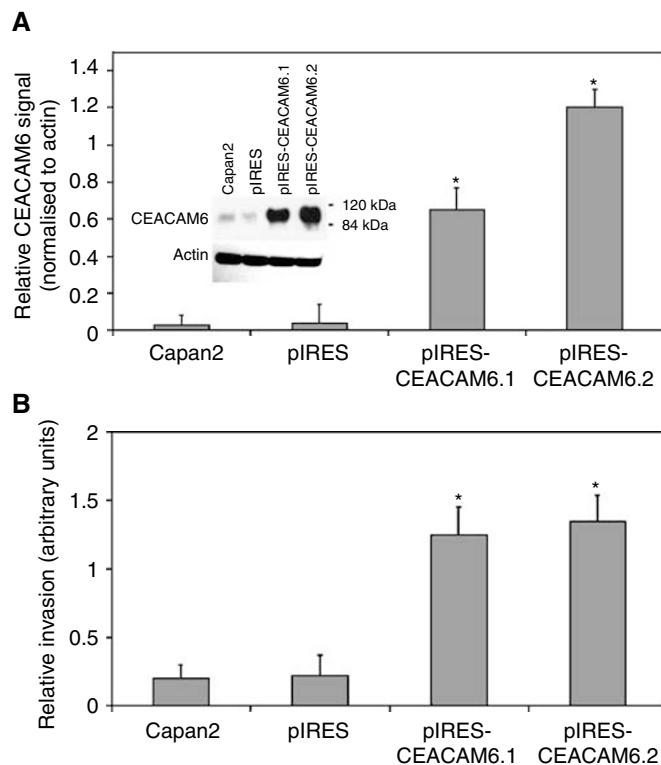 A
Relative CEACAM6 signal
(normalised to actin)
1.4
1.2
1
0.8
0.6
0.4
0.2
0
Capan2
pIRES
pIRES-CEACAM6.1
pIRES-CEACAM6.2
CEACAM6
Actin
120 kDa
84 kDa
*
*
Capan2
pIRES
pIRES-
CEACAM6.1
pIRES-
CEACAM6.2
B
Relative invasion (arbitrary units)
2
1.5
1
0.5
0
*
*
Capan2
pIRES
pIRES-
CEACAM6.1
pIRES-
CEACAM6.2